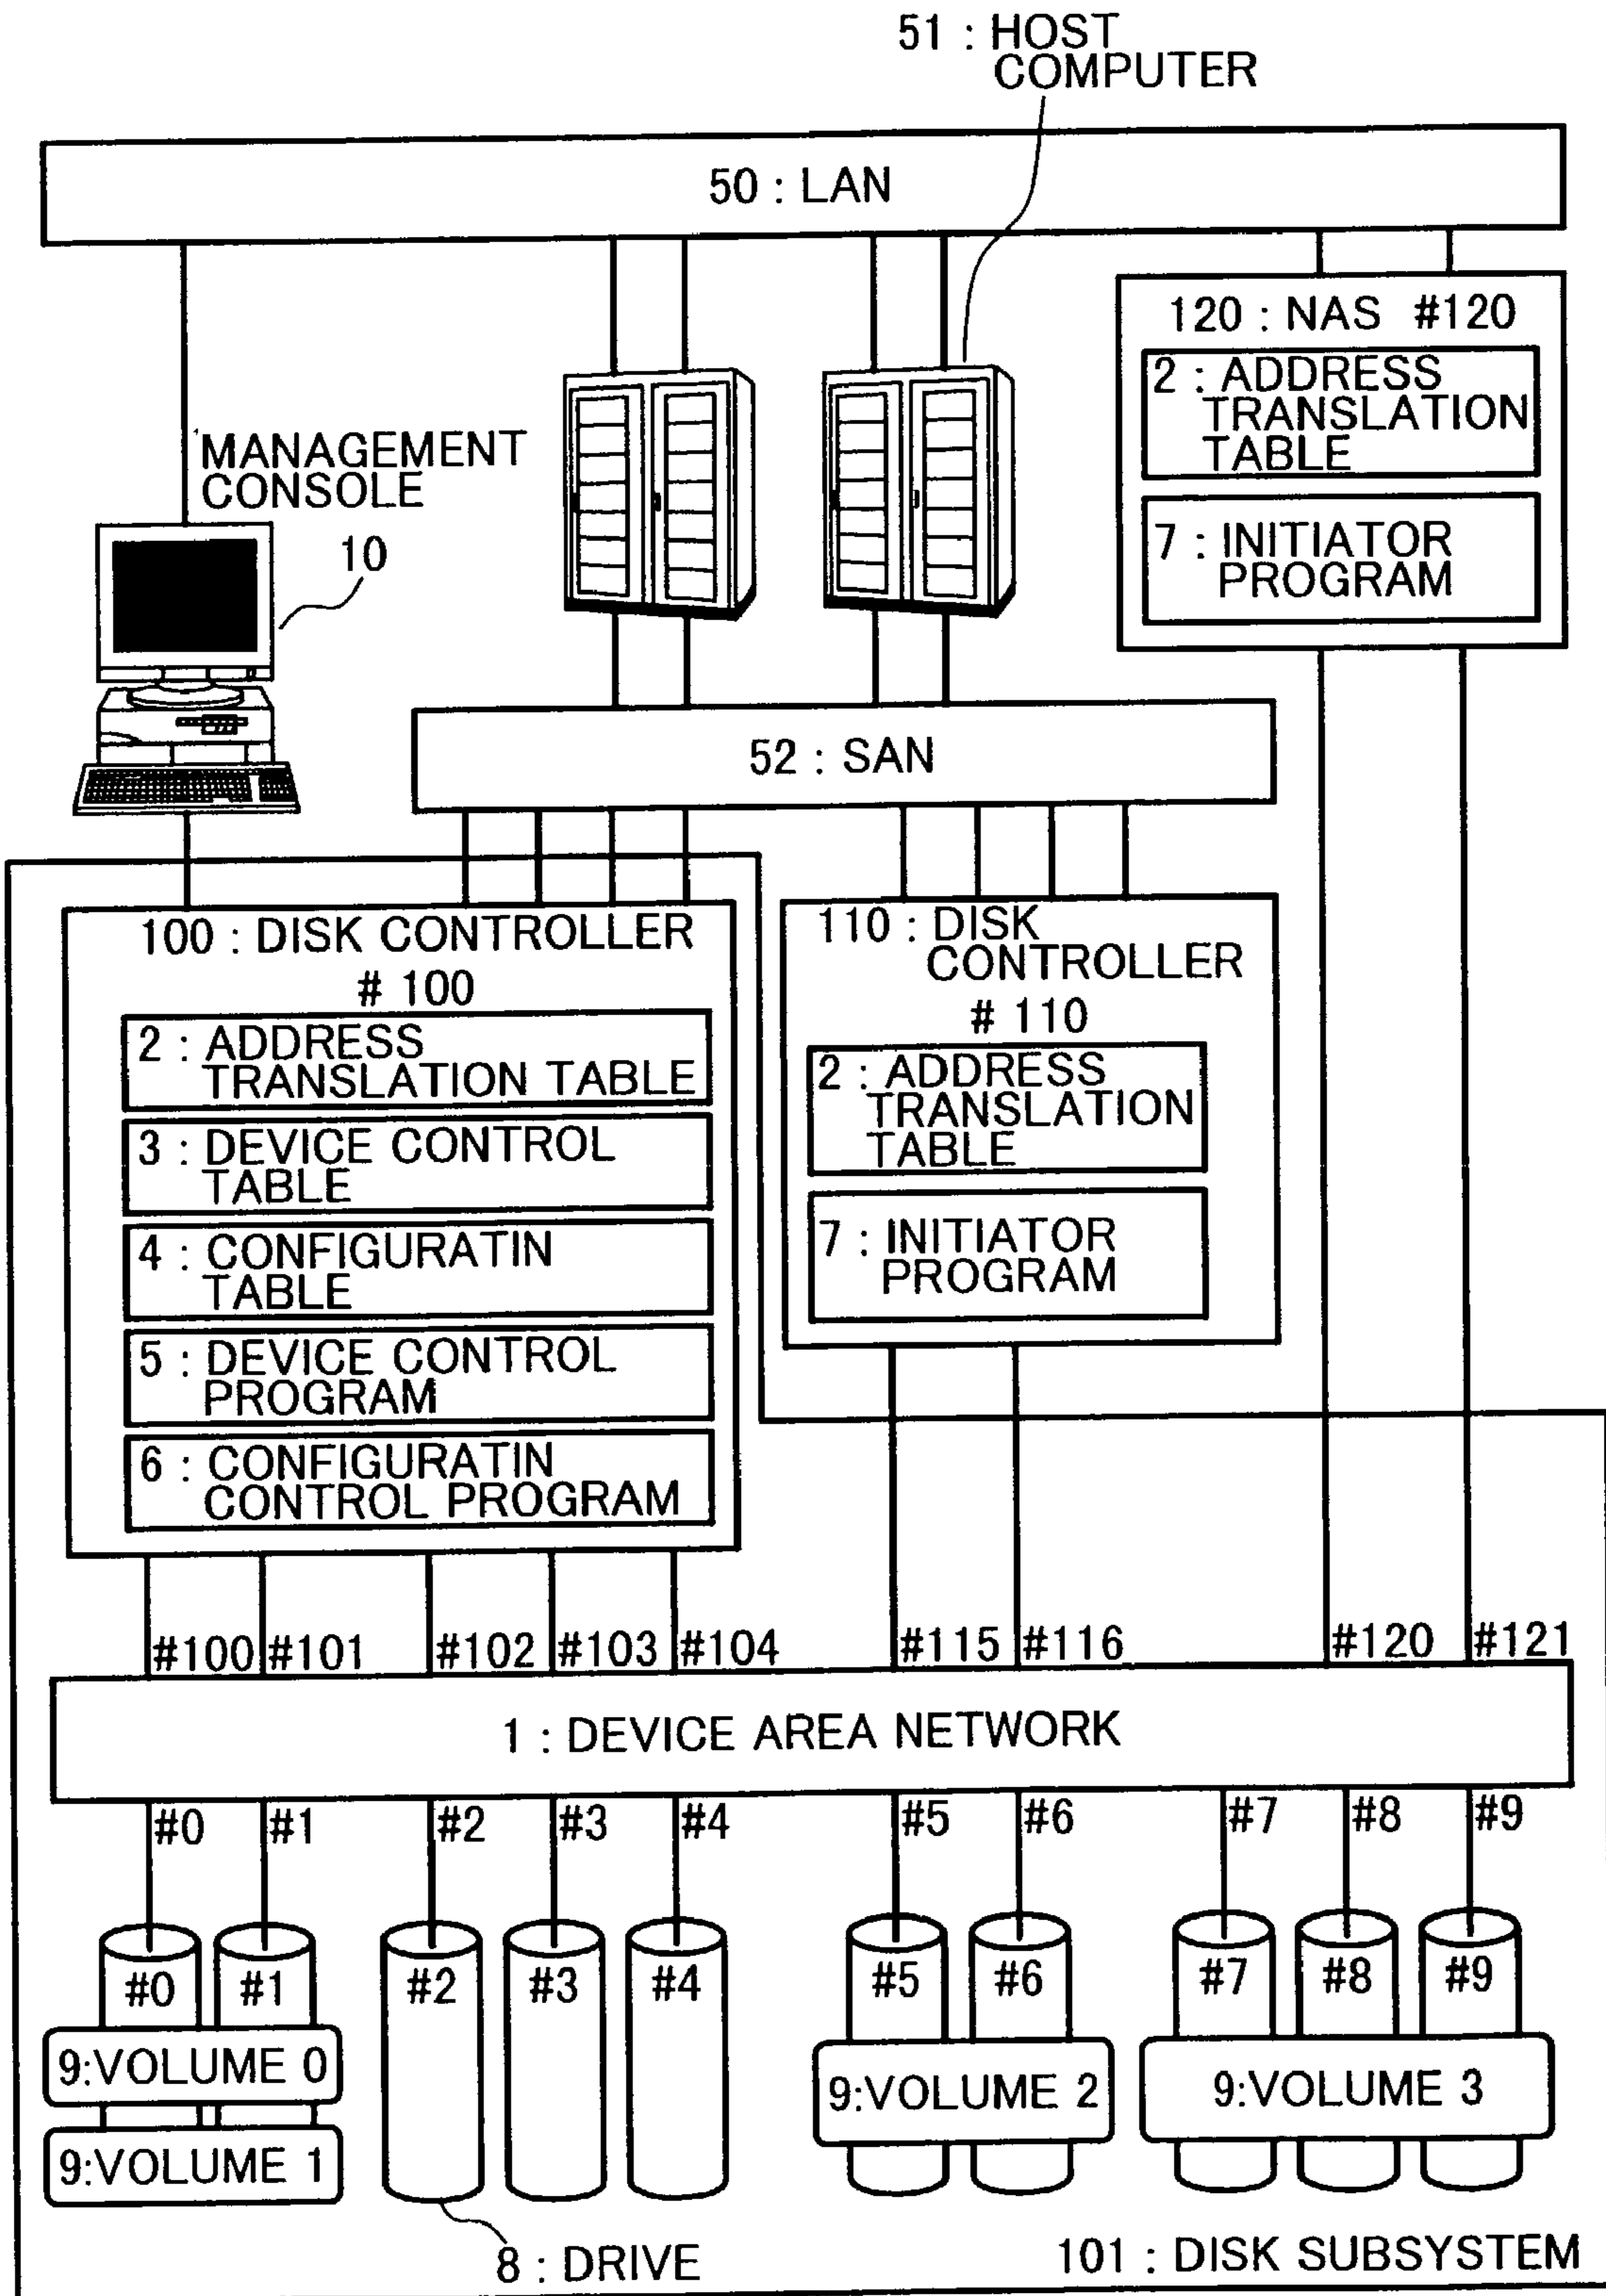 51 : HOST
COMPUTER
50 : LAN
120 : NAS #120
2 : ADDRESS
TRANSLATION
TABLE
7 : INITIATOR
PROGRAM
MANAGEMENT
CONSOLE
10
52 : SAN
100 : DISK CONTROLLER
# 100
2 : ADDRESS
TRANSLATION TABLE
3 : DEVICE CONTROL
TABLE
4 : CONFIGURATIN
TABLE
5 : DEVICE CONTROL
PROGRAM
6 : CONFIGURATIN
CONTROL PROGRAM
110 : DISK
CONTROLLER
# 110
2 : ADDRESS
TRANSLATION
TABLE
7 : INITIATOR
PROGRAM
#100 #101 #102 #103 #104 #115 #116 #120 #121
1 : DEVICE AREA NETWORK
#0 #1 #2 #3 #4 #5 #6 #7 #8 #9
#0 #1 #2 #3 #4 #5 #6 #7 #8 #9
9:VOLUME 0
9:VOLUME 1
9:VOLUME 2
9:VOLUME 3
8 : DRIVE
101 : DISK SUBSYSTEM